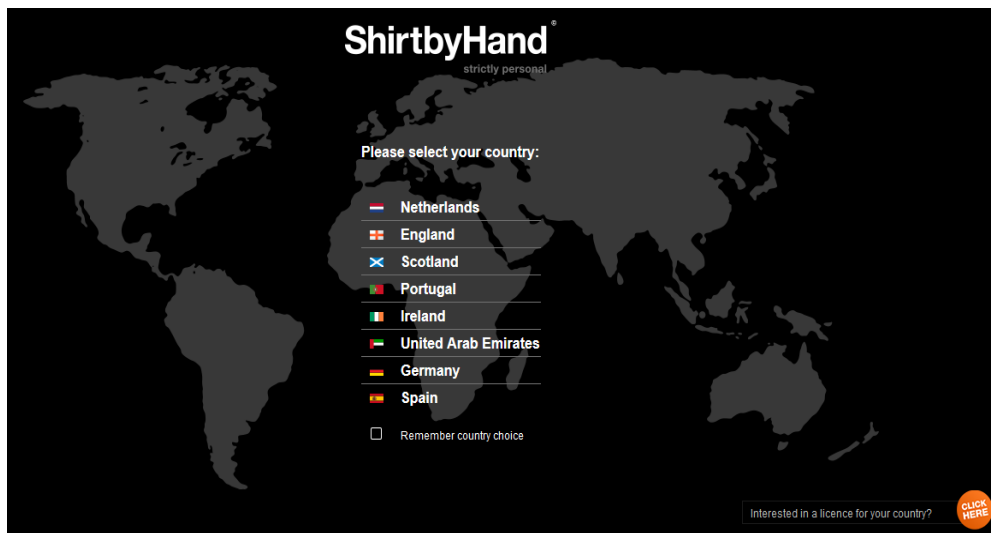 ShirtbyHand®
strictly personal
Please select your country:
Netherlands
England
Scotland
Portugal
Ireland
United Arab Emirates
Germany
Spain
Remember country choice
Interested in a licence for your country?
CLICK
HERE